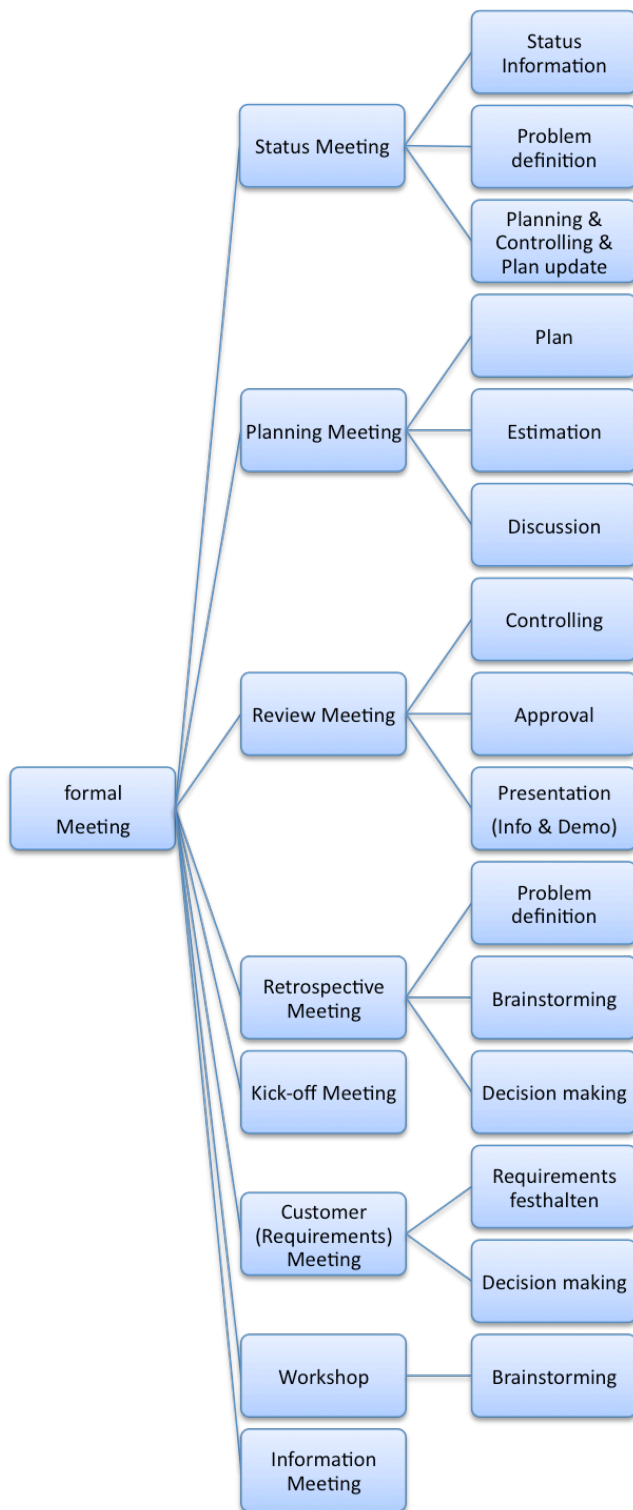 Status
Information
Status Meeting
Problem
definition
Planning &
Controlling &
Plan update
Plan
Planning Meeting
Estimation
Discussion
Controlling
Review Meeting
Approval
formal
Meeting
Presentation
(Info & Demo)
Problem
definition
Retrospective
Meeting
Brainstorming
Kick-off Meeting
Decision making
Requirements
festhalten
Customer
(Requirements)
Meeting
Decision making
Workshop
Brainstorming
Information
Meeting